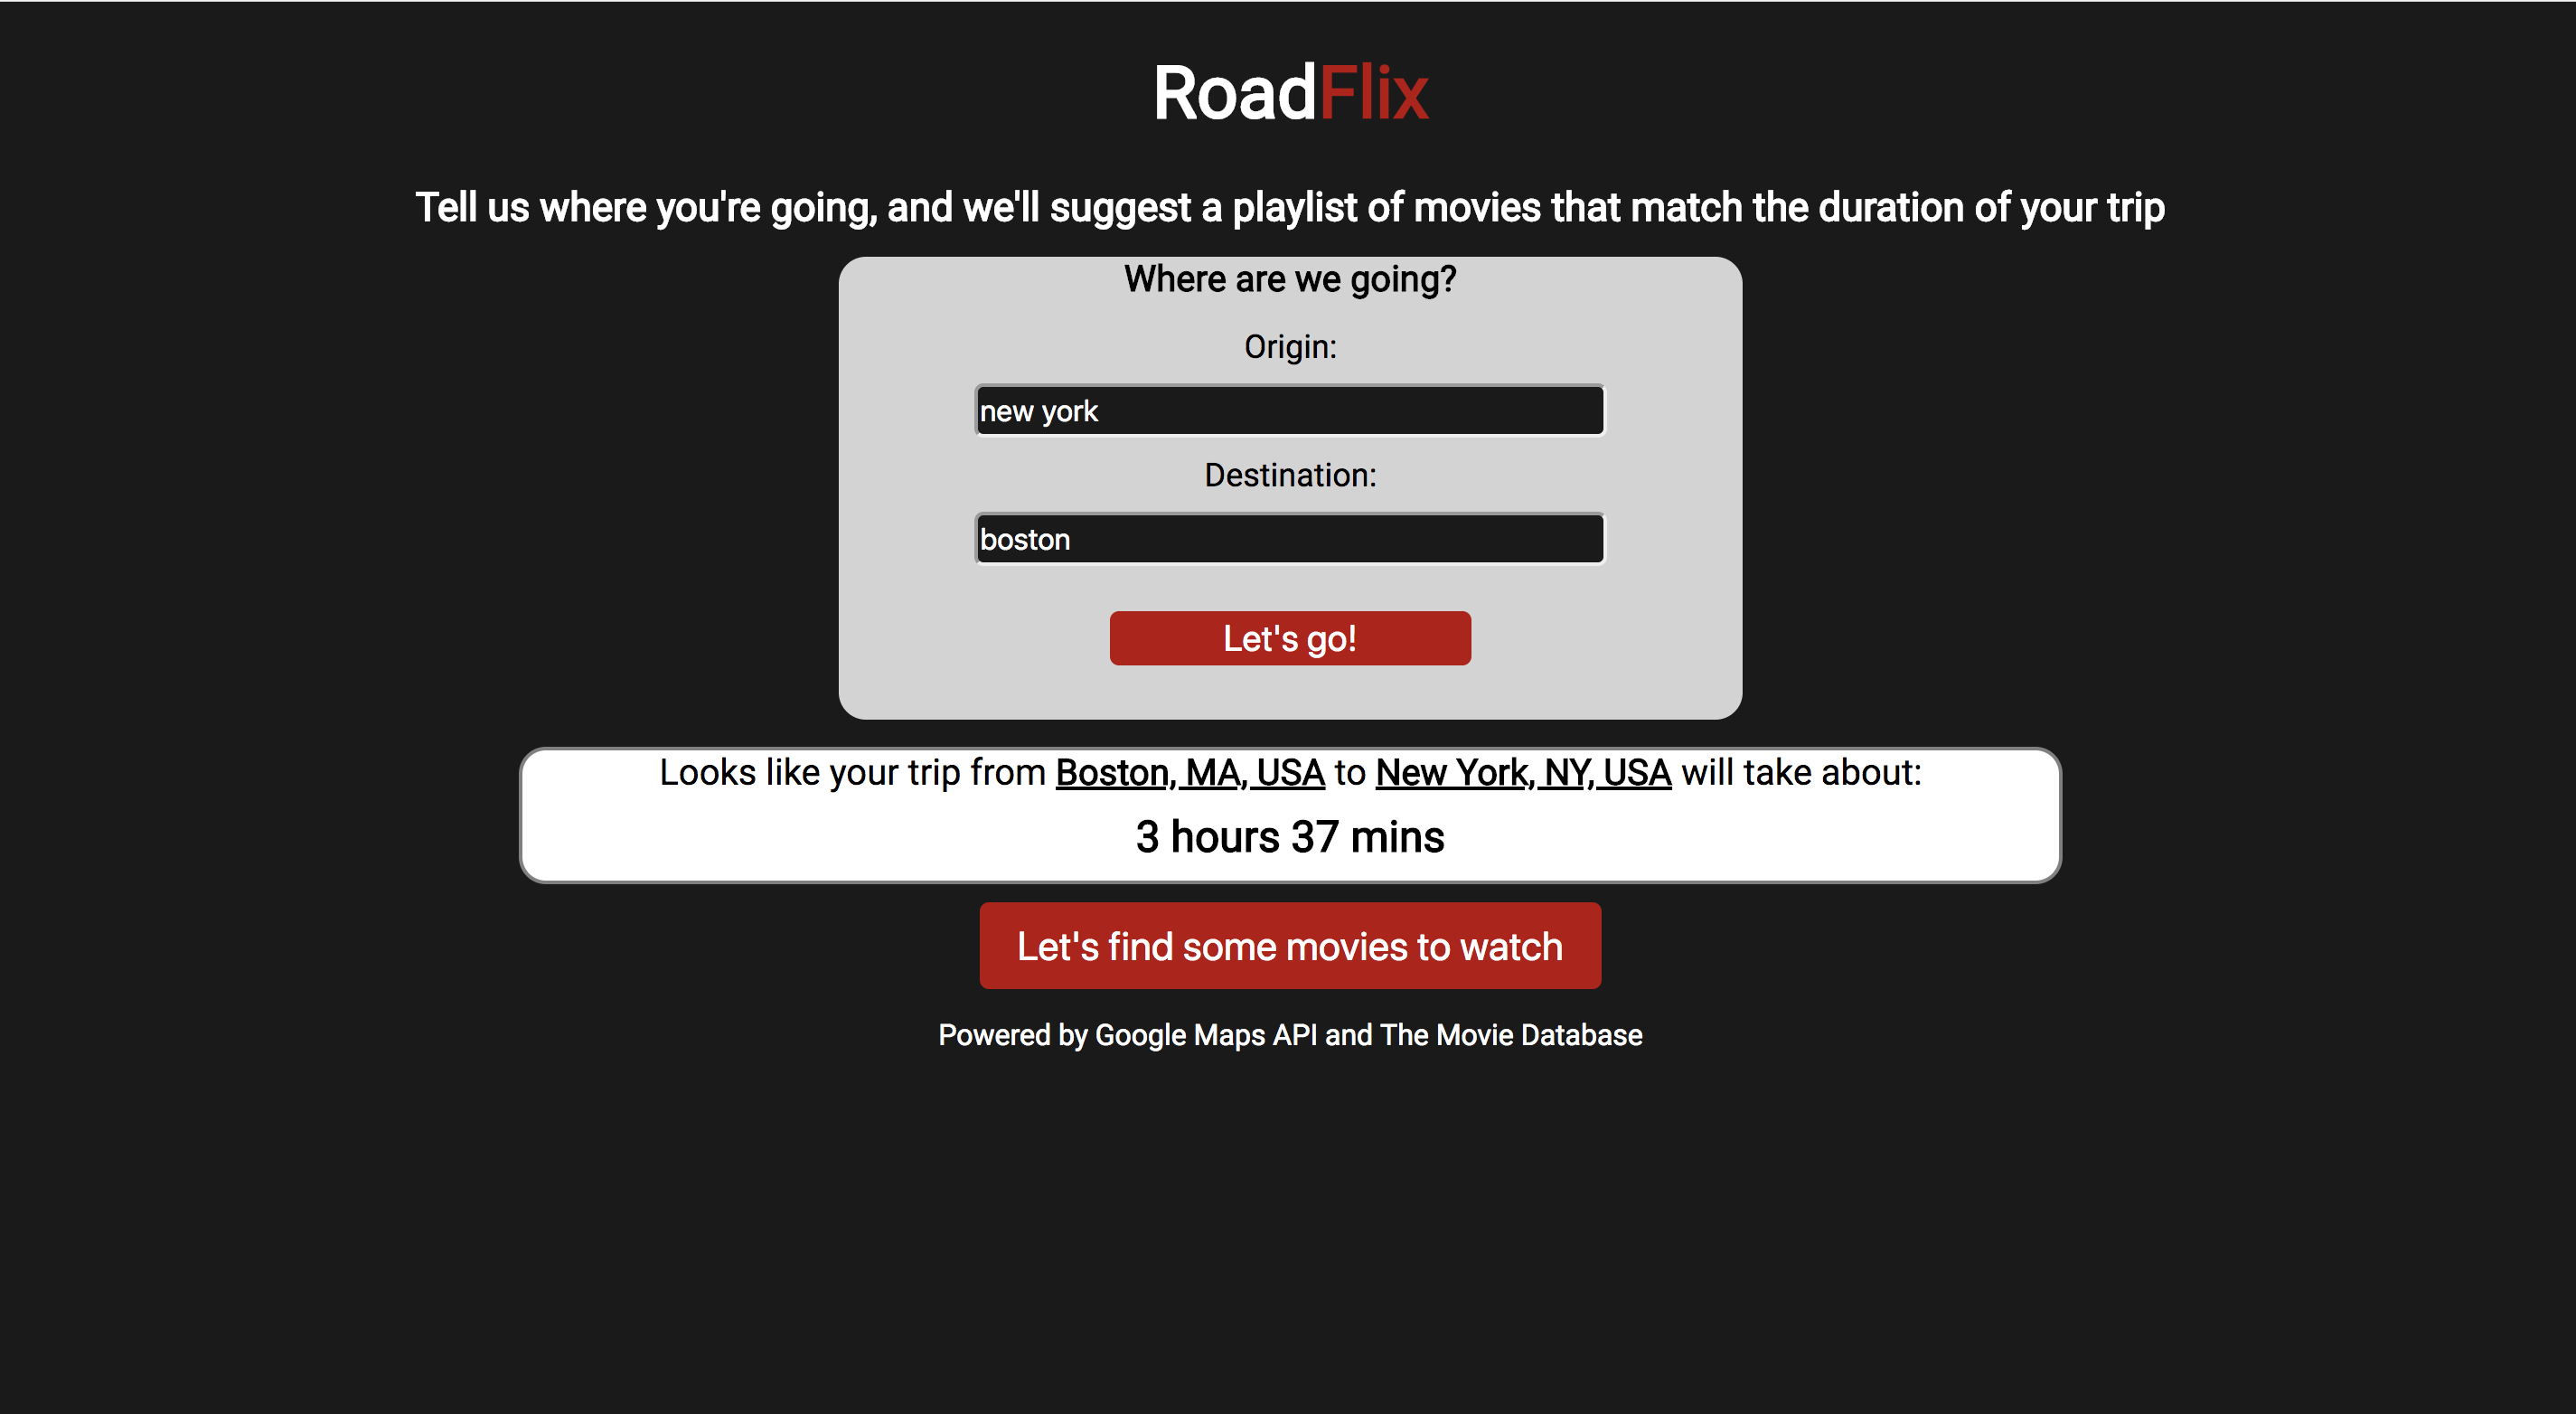 RoadFlix
Tell us where you're going, and we'll suggest a playlist of movies that match the duration of your trip
Where are we going?
Origin:
new york
Destination:
boston
Let's go!
Looks like your trip from Boston, MA, USA to New York, NY, USA will take about:
3 hours 37 mins
Let's find some movies to watch
Powered by Google Maps API and The Movie Database